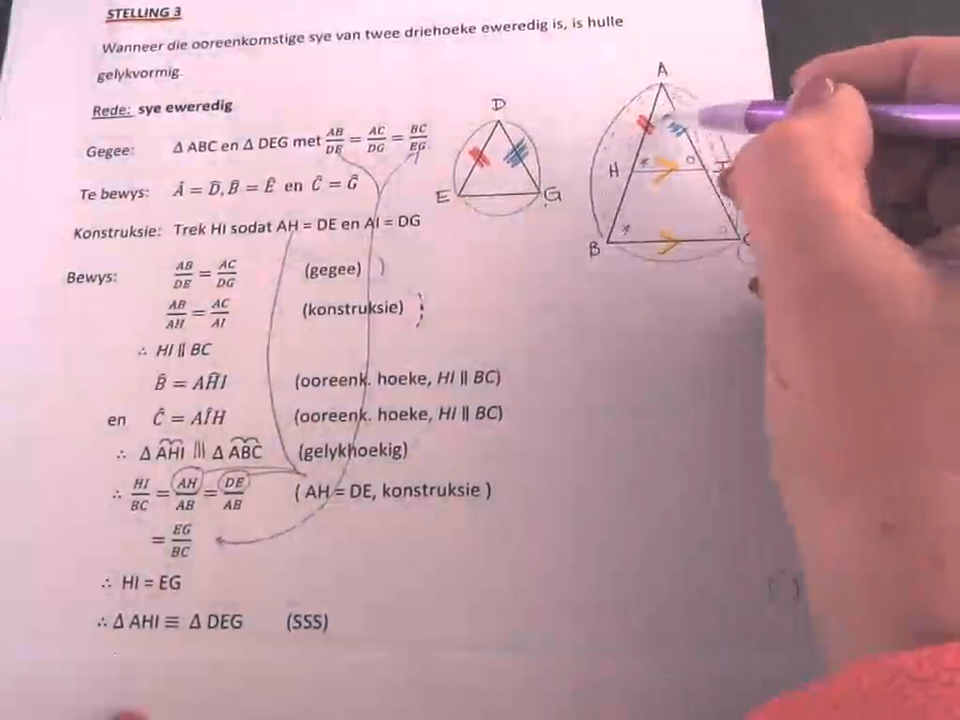 STELLING 3
Wanneer die ooreenkomstige sye van twee driehoeke eweredig is, is hulle
gelykvormig.
Rede: sye eweredig
Gegee: Δ ABC en Δ DEG met AB/DE = AC/DG = BC/EG
Te bewys: Â = D̂, B̂ = Ê en Ĉ = Ĝ
Konstruksie: Trek HI sodat AH = DE en AI = DG
Bewys: AB/DE = AC/DG (gegee)
AB/AH = AC/AI (konstruksie)
∴ HI ∥ BC
B̂ = AĤI (ooreenk. hoeke, HI ∥ BC)
en Ĉ = AÎH (ooreenk. hoeke, HI ∥ BC)
∴ Δ AHI ||| Δ ABC (gelykhoekig)
∴ HI/BC = AH/AB = DE/AB ( AH = DE, konstruksie )
= EG/BC
∴ HI = EG
∴ Δ AHI ≡ Δ DEG (SSS)
D
E
G
A
H
I
B
C